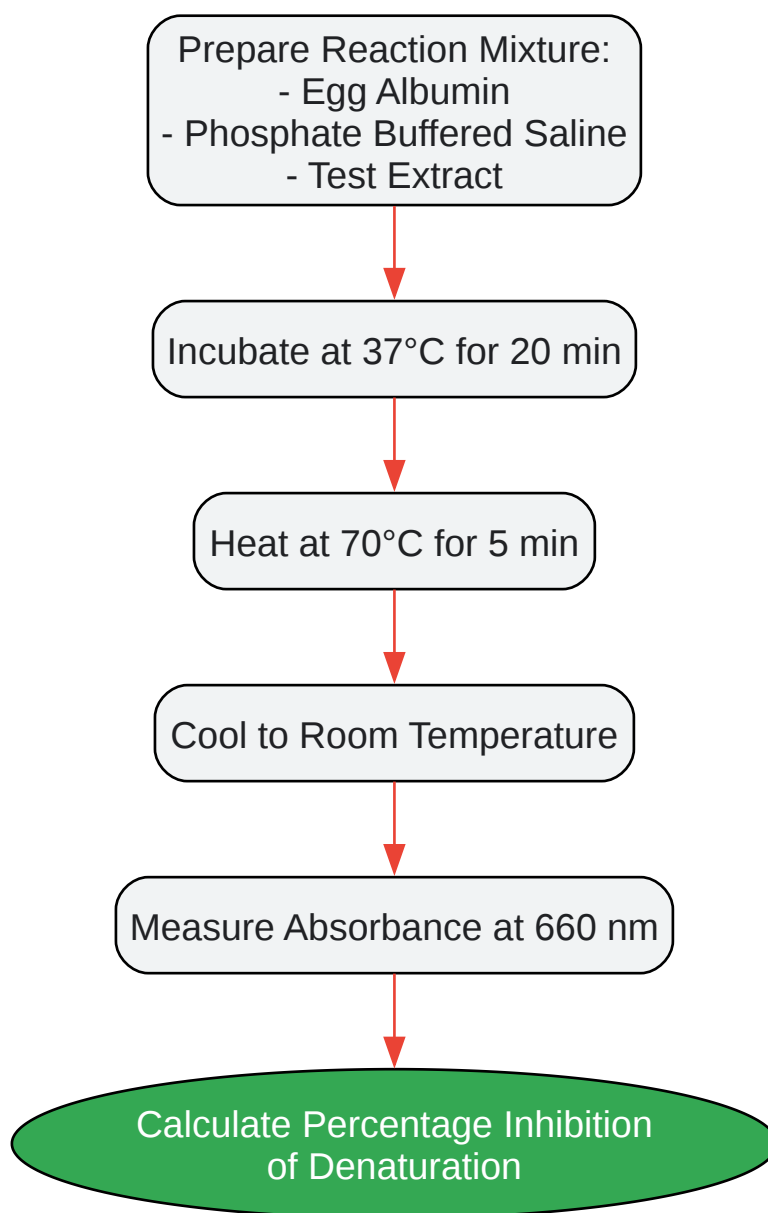 Prepare Reaction Mixture:
- Egg Albumin
- Phosphate Buffered Saline
- Test Extract
Incubate at 37°C for 20 min
Heat at 70°C for 5 min
Cool to Room Temperature
Measure Absorbance at 660 nm
Calculate Percentage Inhibition
of Denaturation